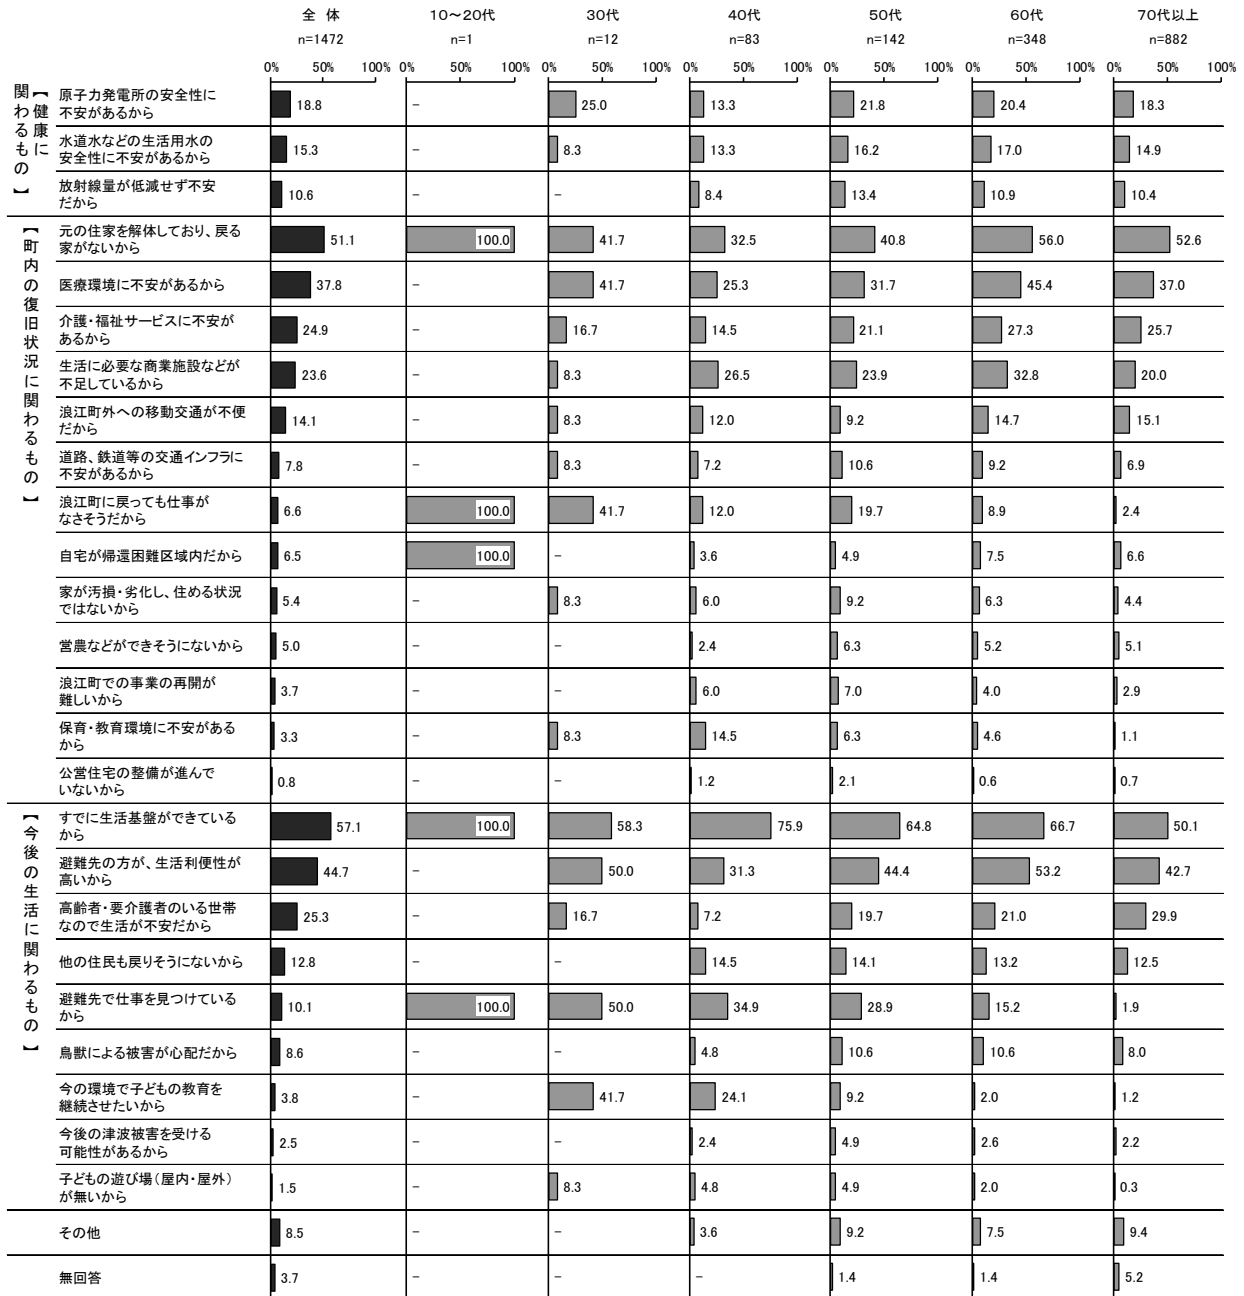 全 体
10～20代
30代
40代
50代
60代
70代以上
n=1472
n=1
n=12
n=83
n=142
n=348
n=882
0% 50% 100% 0% 50% 100% 0% 50% 100% 0% 50% 100% 0% 50% 100% 0% 50% 100% 0% 50% 100%
【健康に関わるもの】
原子力発電所の安全性に
不安があるから
18.8 – 25.0 13.3 21.8 20.4 18.3
水道水などの生活用水の
安全性に不安があるから
15.3 – 8.3 13.3 16.2 17.0 14.9
放射線量が低減せず不安
だから
10.6 – – 8.4 13.4 10.9 10.4
【町内の復旧状況に関わるもの】
元の住家を解体しており、戻る
家がないから
51.1 100.0 41.7 32.5 40.8 56.0 52.6
医療環境に不安があるから
37.8 – 41.7 25.3 31.7 45.4 37.0
介護・福祉サービスに不安が
あるから
24.9 – 16.7 14.5 21.1 27.3 25.7
生活に必要な商業施設などが
不足しているから
23.6 – 8.3 26.5 23.9 32.8 20.0
浪江町外への移動交通が不便
だから
14.1 – 8.3 12.0 9.2 14.7 15.1
道路、鉄道等の交通インフラに
不安があるから
7.8 – 8.3 7.2 10.6 9.2 6.9
浪江町に戻っても仕事が
なさそうだから
6.6 100.0 41.7 12.0 19.7 8.9 2.4
自宅が帰還困難区域内だから
6.5 100.0 – 3.6 4.9 7.5 6.6
家が汚損・劣化し、住める状況
ではないから
5.4 – 8.3 6.0 9.2 6.3 4.4
営農などができそうにないから
5.0 – – 2.4 6.3 5.2 5.1
浪江町での事業の再開が
難しいから
3.7 – – 6.0 7.0 4.0 2.9
保育・教育環境に不安がある
から
3.3 – 8.3 14.5 6.3 4.6 1.1
公営住宅の整備が進んで
いないから
0.8 – – 1.2 2.1 0.6 0.7
【今後の生活に関わるもの】
すでに生活基盤ができている
から
57.1 100.0 58.3 75.9 64.8 66.7 50.1
避難先の方が、生活利便性が
高いから
44.7 – 50.0 31.3 44.4 53.2 42.7
高齢者・要介護者のいる世帯
なので生活が不安だから
25.3 – 16.7 7.2 19.7 21.0 29.9
他の住民も戻りそうにないから
12.8 – – 14.5 14.1 13.2 12.5
避難先で仕事を見つけている
から
10.1 100.0 50.0 34.9 28.9 15.2 1.9
鳥獣による被害が心配だから
8.6 – – 4.8 10.6 10.6 8.0
今の環境で子どもの教育を
継続させたいから
3.8 – 41.7 24.1 9.2 2.0 1.2
今後の津波被害を受ける
可能性があるから
2.5 – – 2.4 4.9 2.6 2.2
子どもの遊び場（屋内・屋外）
が無いから
1.5 – 8.3 4.8 4.9 2.0 0.3
その他
8.5 – – 3.6 9.2 7.5 9.4
無回答
3.7 – – – 1.4 1.4 5.2